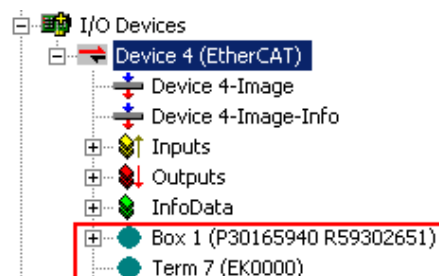 I/O Devices
Device 4 (EtherCAT)
Device 4-Image
Device 4-Image-Info
Inputs
Outputs
InfoData
Box 1 (P30165940 R59302651)
Term 7 (EK0000)